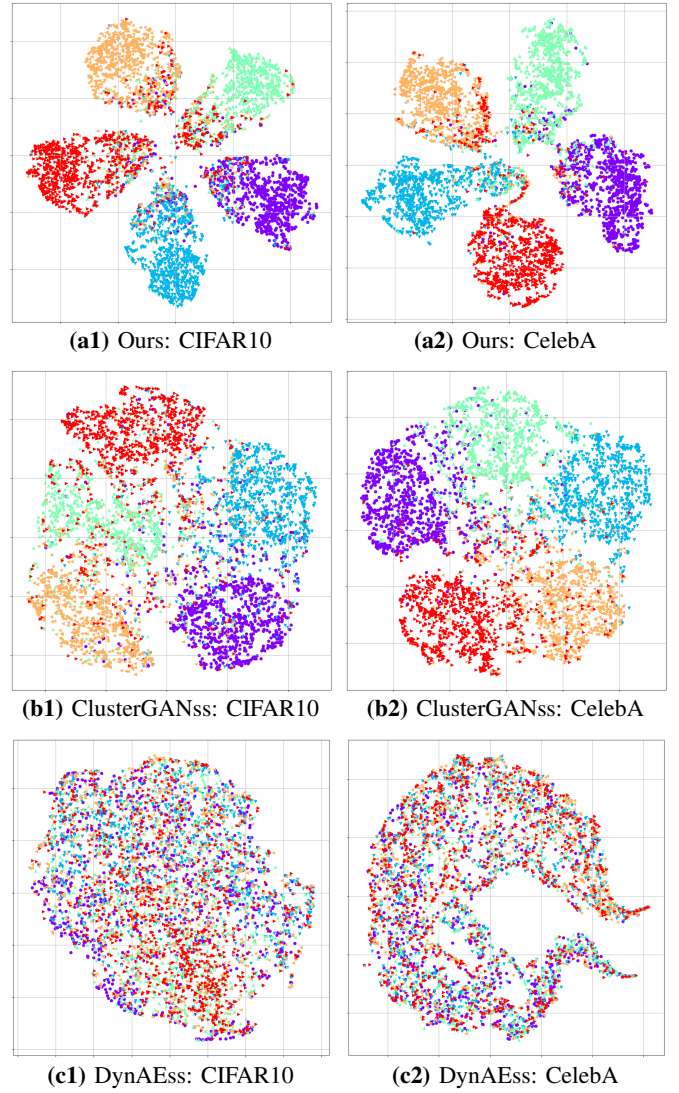 (a1) Ours: CIFAR10
(a2) Ours: CelebA
(b1) ClusterGANss: CIFAR10
(b2) ClusterGANss: CelebA
(c1) DynAEss: CIFAR10
(c2) DynAEss: CelebA